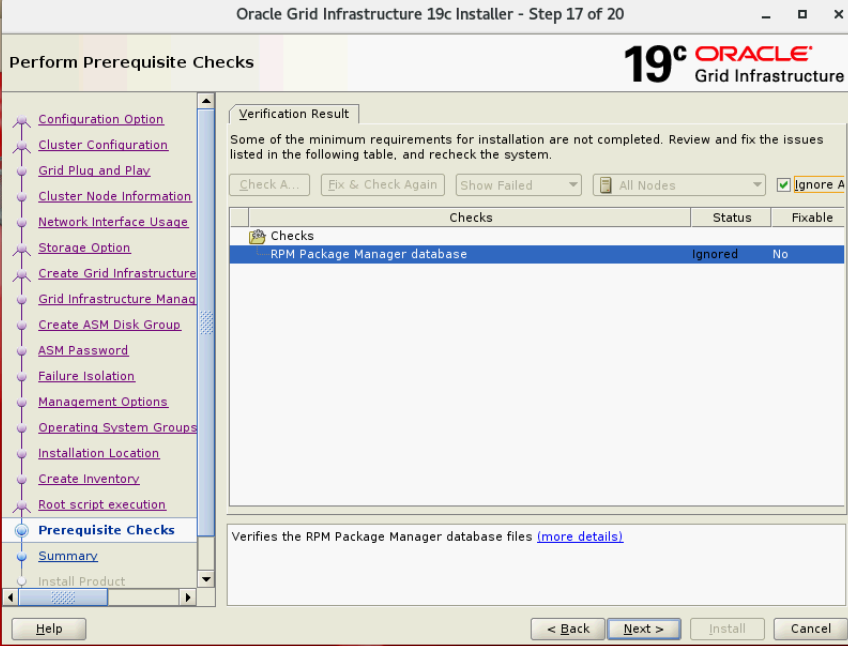 Oracle Grid Infrastructure 19c Installer - Step 17 of 20
Perform Prerequisite Checks
19c ORACLE
Grid Infrastructure
Configuration Option
Cluster Configuration
Grid Plug and Play
Cluster Node Information
Network Interface Usage
Storage Option
Create Grid Infrastructure
Grid Infrastructure Manag
Create ASM Disk Group
ASM Password
Failure Isolation
Management Options
Operating System Groups
Installation Location
Create Inventory
Root script execution
Prerequisite Checks
Summary
Install Product
Verification Result
Some of the minimum requirements for installation are not completed. Review and fix the issues
listed in the following table, and recheck the system.
Check A... Fix & Check Again Show Failed All Nodes Ignore A
Checks Status Fixable
Checks
RPM Package Manager database Ignored No
Verifies the RPM Package Manager database files (more details)
Help < Back Next > Install Cancel